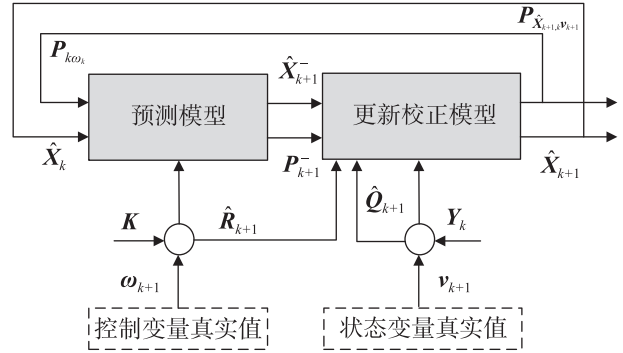 P_{X̂_{k+1,k}v_{k+1}}
P_{kω_k}
X̂⁻_{k+1}
预测模型
更新校正模型
X̂_k
P⁻_{k+1}
X̂_{k+1}
K
R̂_{k+1}
Q̂_{k+1}
Y_k
ω_{k+1}
v_{k+1}
控制变量真实值
状态变量真实值